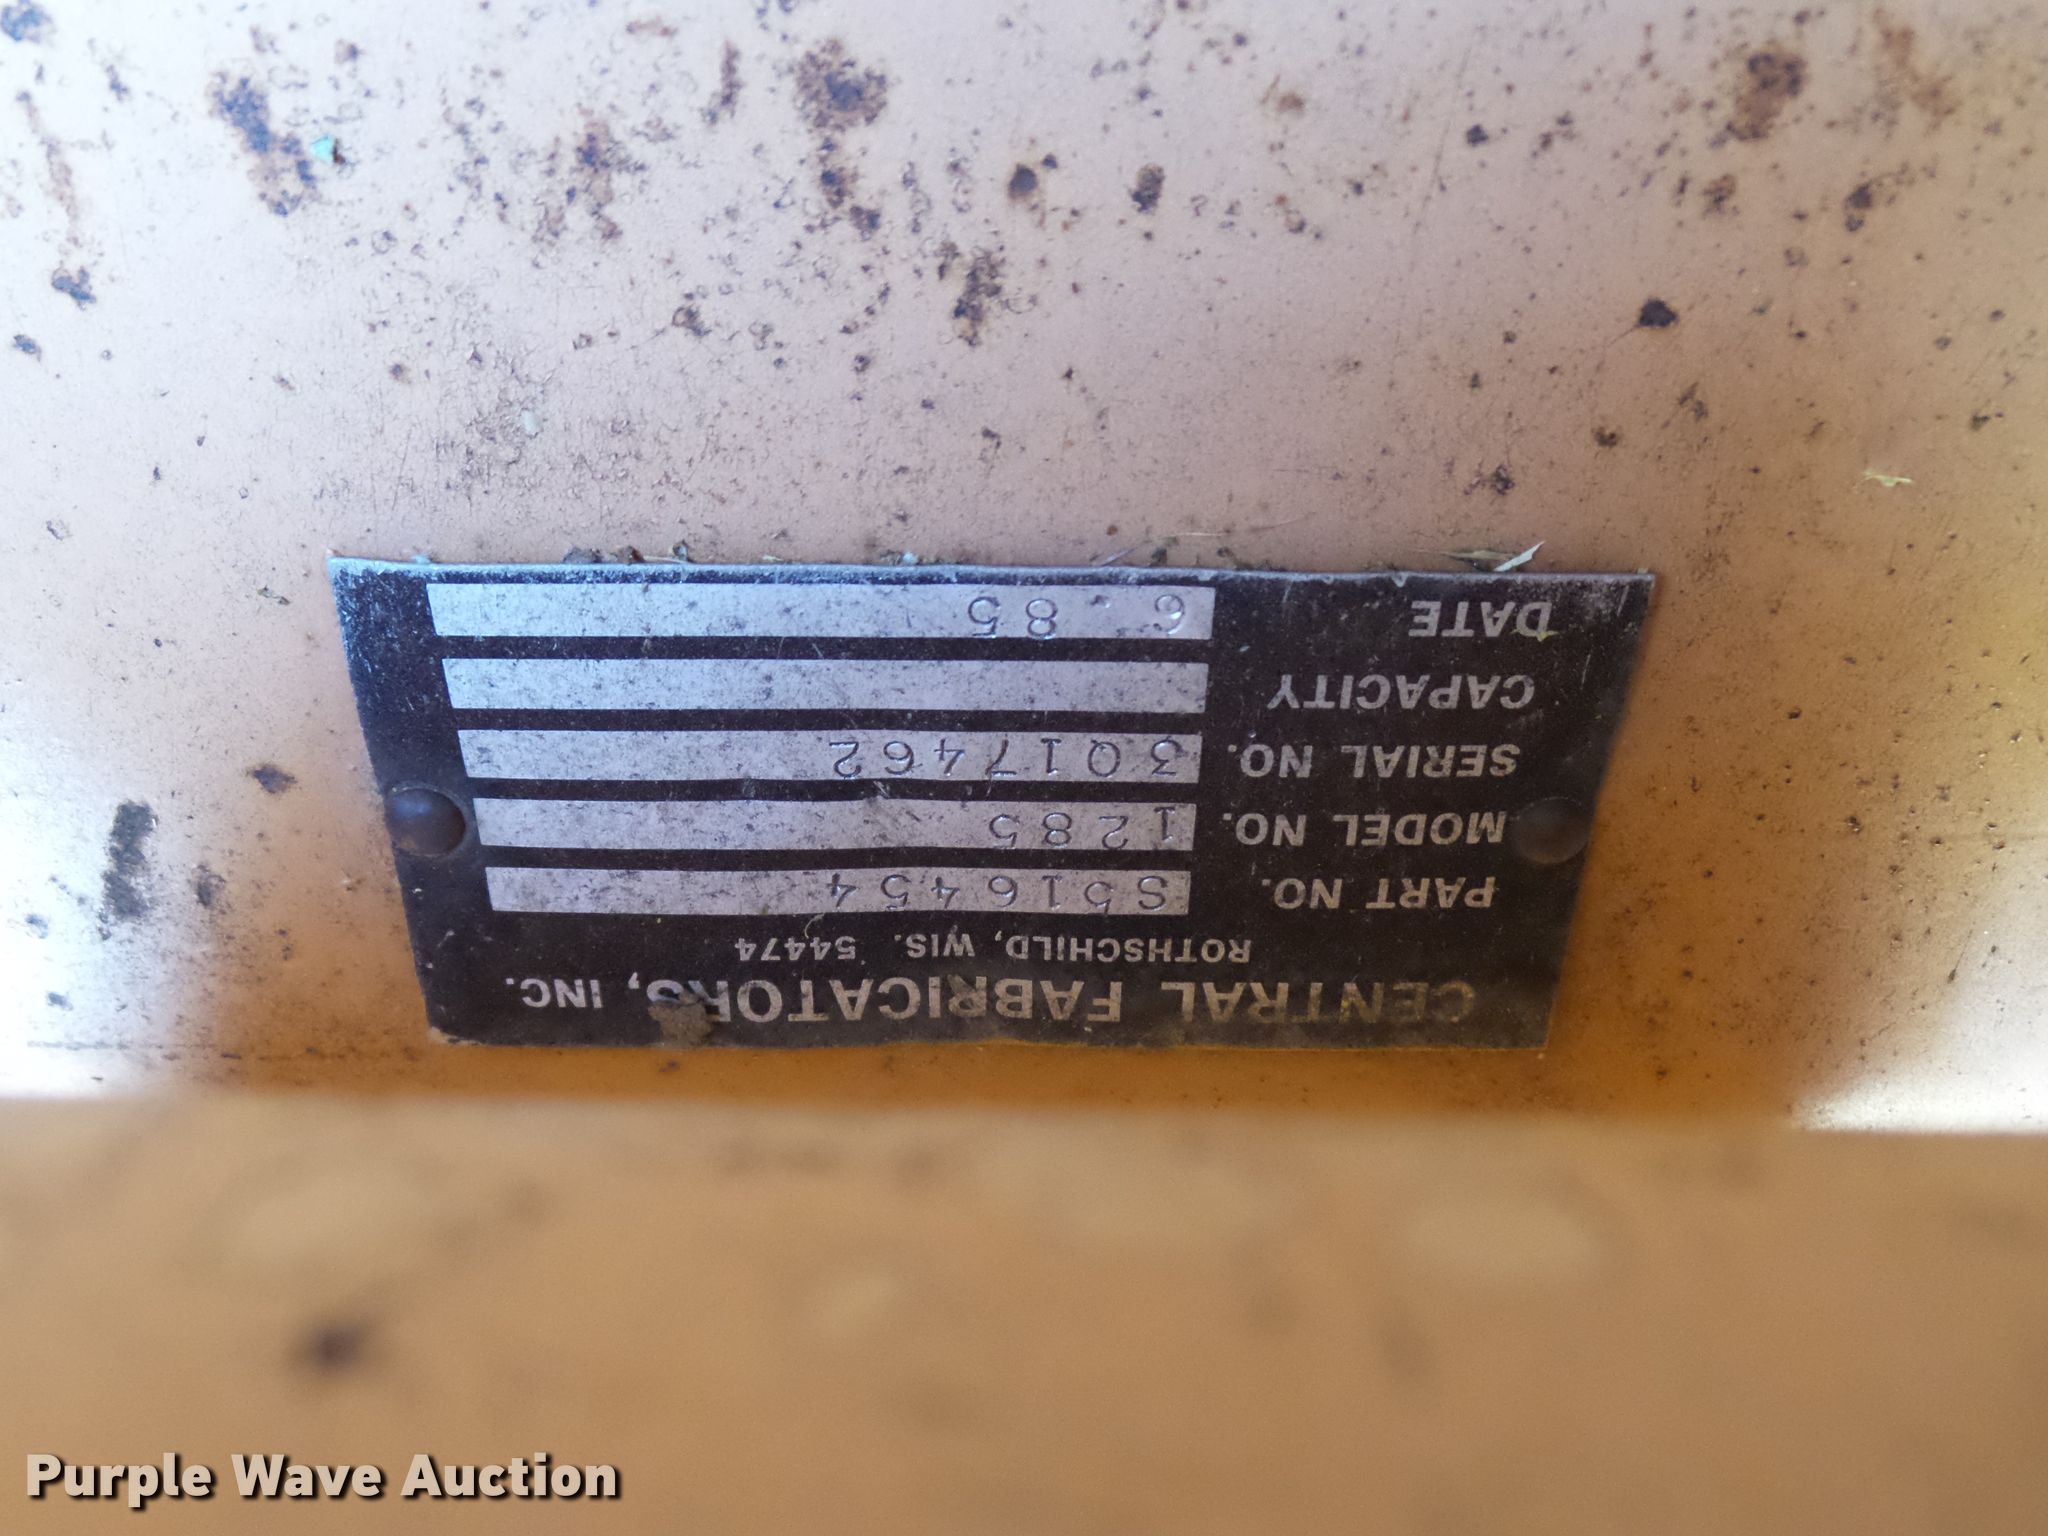 CENTRAL FABRICATORS, INC.
ROTHSCHILD, WIS. 54474
PART NO. S516454
MODEL NO. 1285
SERIAL NO. 3Q17462
CAPACITY
DATE 6 85
Purple Wave Auction